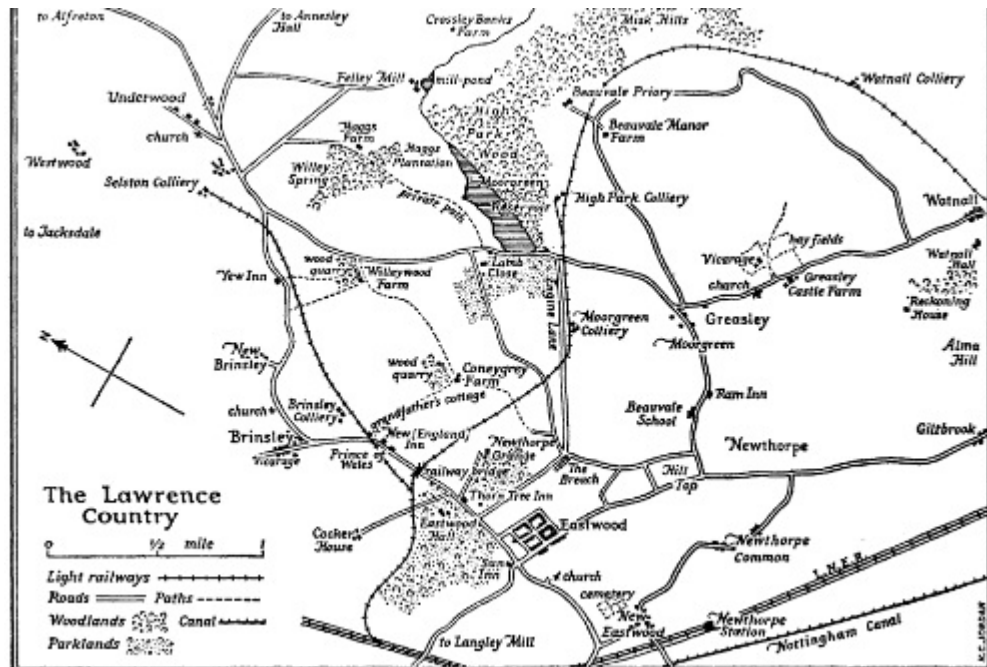 to Alfreton
to Annesley
Hall
Crossley Banks
Farm
Misk Hills
Felley Mill
mill-pond
Watnall Colliery
Underwood
church
Haggs
Farm
High
Park
Wood
Beauvale Priory
Beauvale Manor
Farm
Westwood
Willey
Spring
Haggs
Plantation
Selston Colliery
private path
Moorgreen
Reservoir
High Park Colliery
Watnall
to Jacksdale
hay fields
Vicarage
Watnall
Hall
wood
quarry
Willeywood
Farm
Lamb
Close
Yew Inn
church
Greasley
Castle Farm
Reckoning
House
Engine Lane
Moorgreen
Colliery
Greasley
Moorgreen
Alma
Hill
N
New
Brinsley
wood
quarry
Coneygrey
Farm
church
Brinsley
Colliery
grandfather's cottage
Ram Inn
Beauvale
School
Brinsley
Vicarage
New (England)
Inn
Prince of
Wales
Newthorpe
Grange
Newthorpe
Giltbrook
railway bridge
The
Breach
Hill
Top
Thorn Tree Inn
The Lawrence
Country
Eastwood
Hall
Eastwood
Cockers
House
0 1/2 mile 1
Newthorpe
Common
Sun
Inn
church
L.N.E.R.
Light railways
Roads Paths
cemetery
Woodlands Canal
New
Eastwood
Newthorpe
Station
Parklands
to Langley Mill
Nottingham Canal